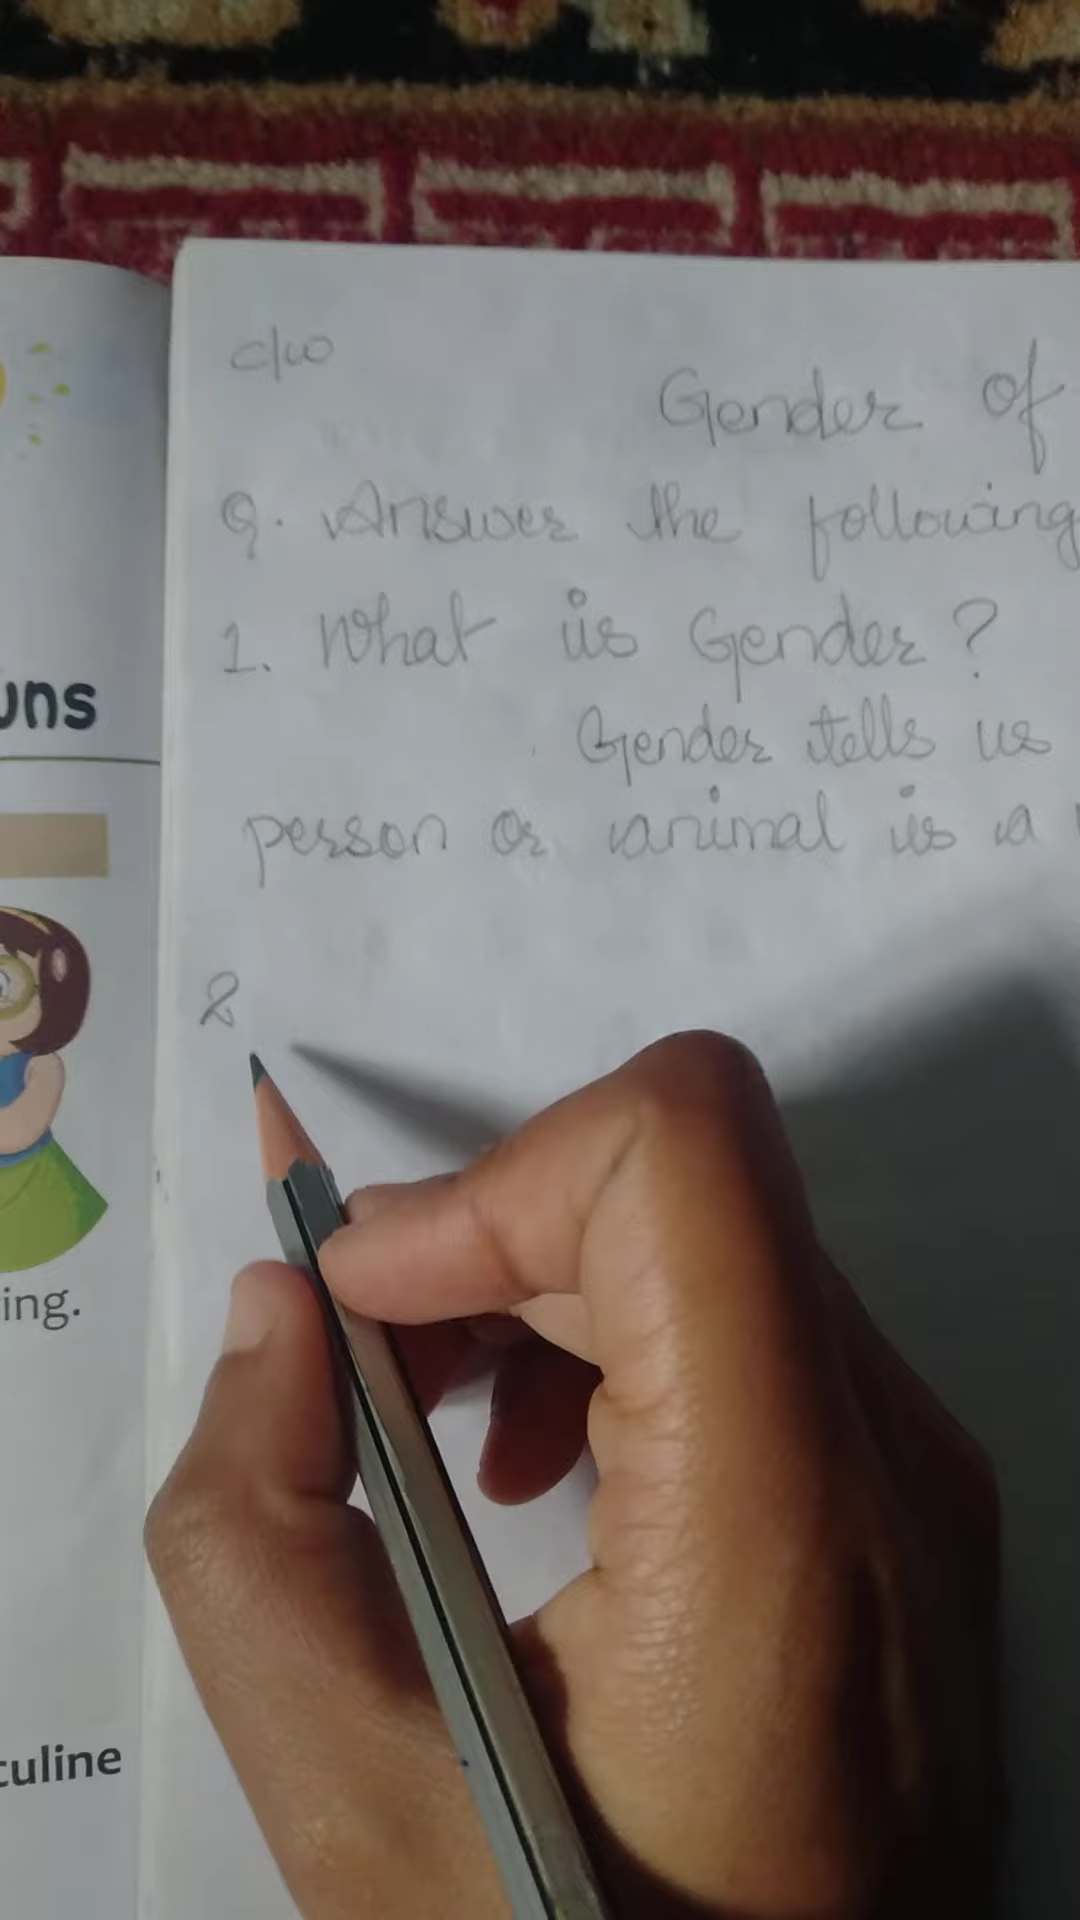 c/w
Gender of
Q. Answer the following
1. What is Gender?
Gender tells us
person or animal is a
2
uns
ing.
culine